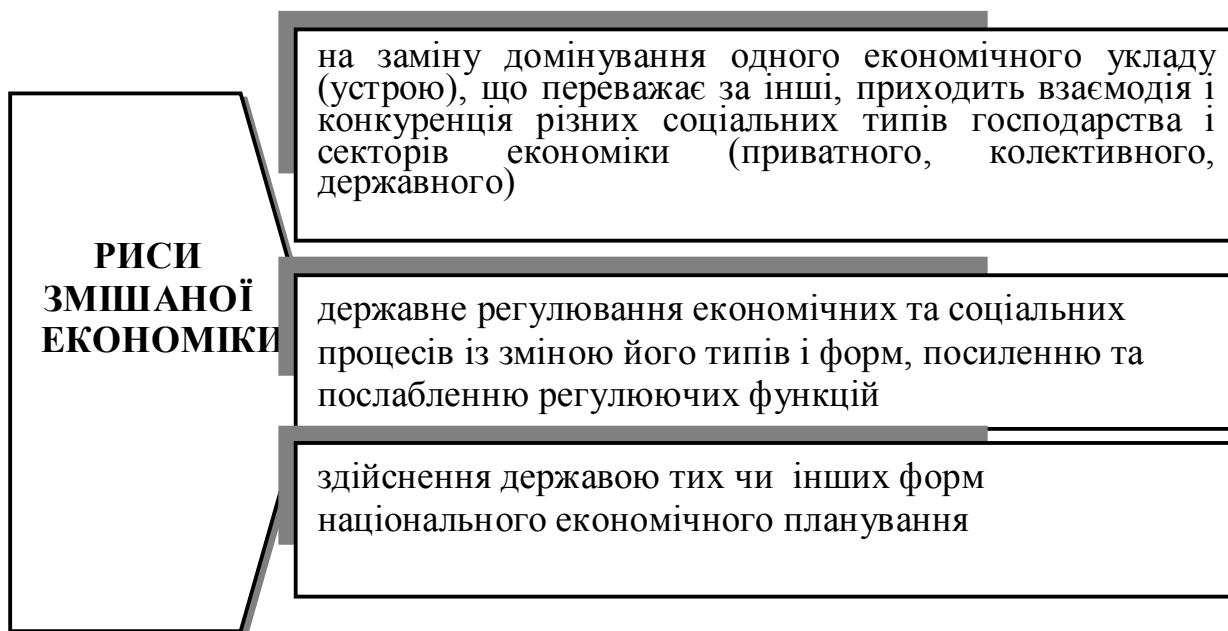 РИСИ
ЗМІШАНОЇ
ЕКОНОМІКИ
на заміну домінування одного економічного укладу
(устрою), що переважає за інші, приходить взаємодія і
конкуренція різних соціальних типів господарства і
секторів економіки (приватного, колективного,
державного)
державне регулювання економічних та соціальних
процесів із зміною його типів і форм, посиленню та
послабленню регулюючих функцій
здійснення державою тих чи інших форм
національного економічного планування